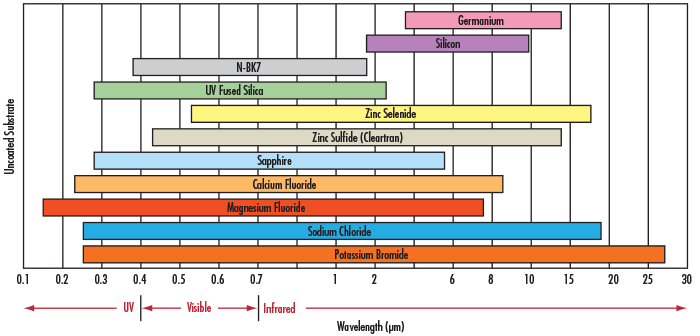 Germanium
Silicon
N-BK7
UV Fused Silica
Zinc Selenide
Zinc Sulfide (Cleartran)
Sapphire
Calcium Fluoride
Magnesium Fluoride
Sodium Chloride
Potassium Bromide
Uncoated Substrate
0.1 0.2 0.3 0.4 0.5 0.6 0.7 1 2 6 8 10 15 20 25 30
UV Visible Infrared
Wavelength (µm)